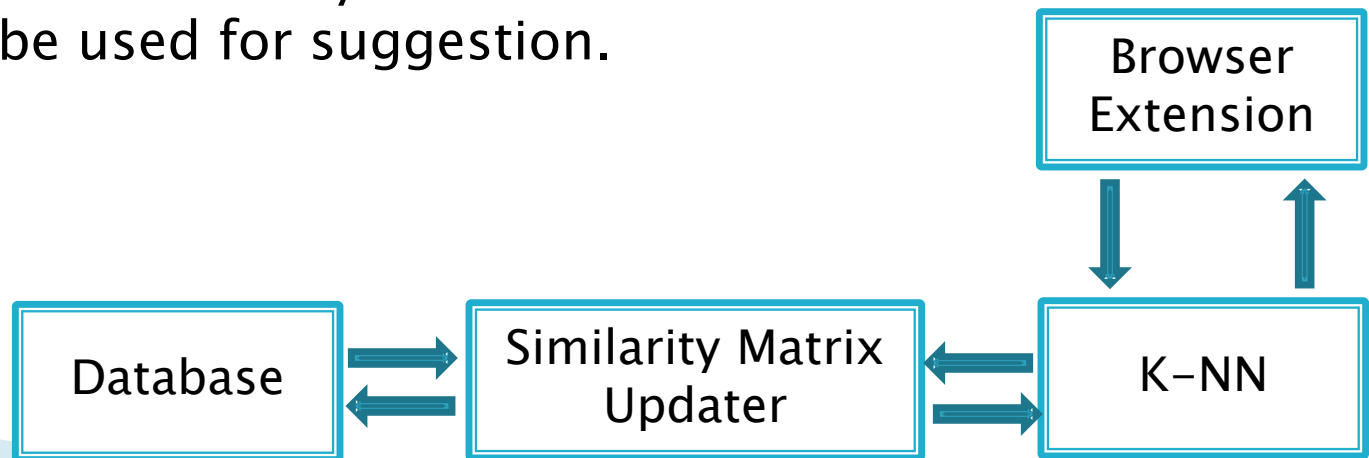 be used for suggestion.
Browser
Extension
Database
Similarity Matrix
Updater
K-NN